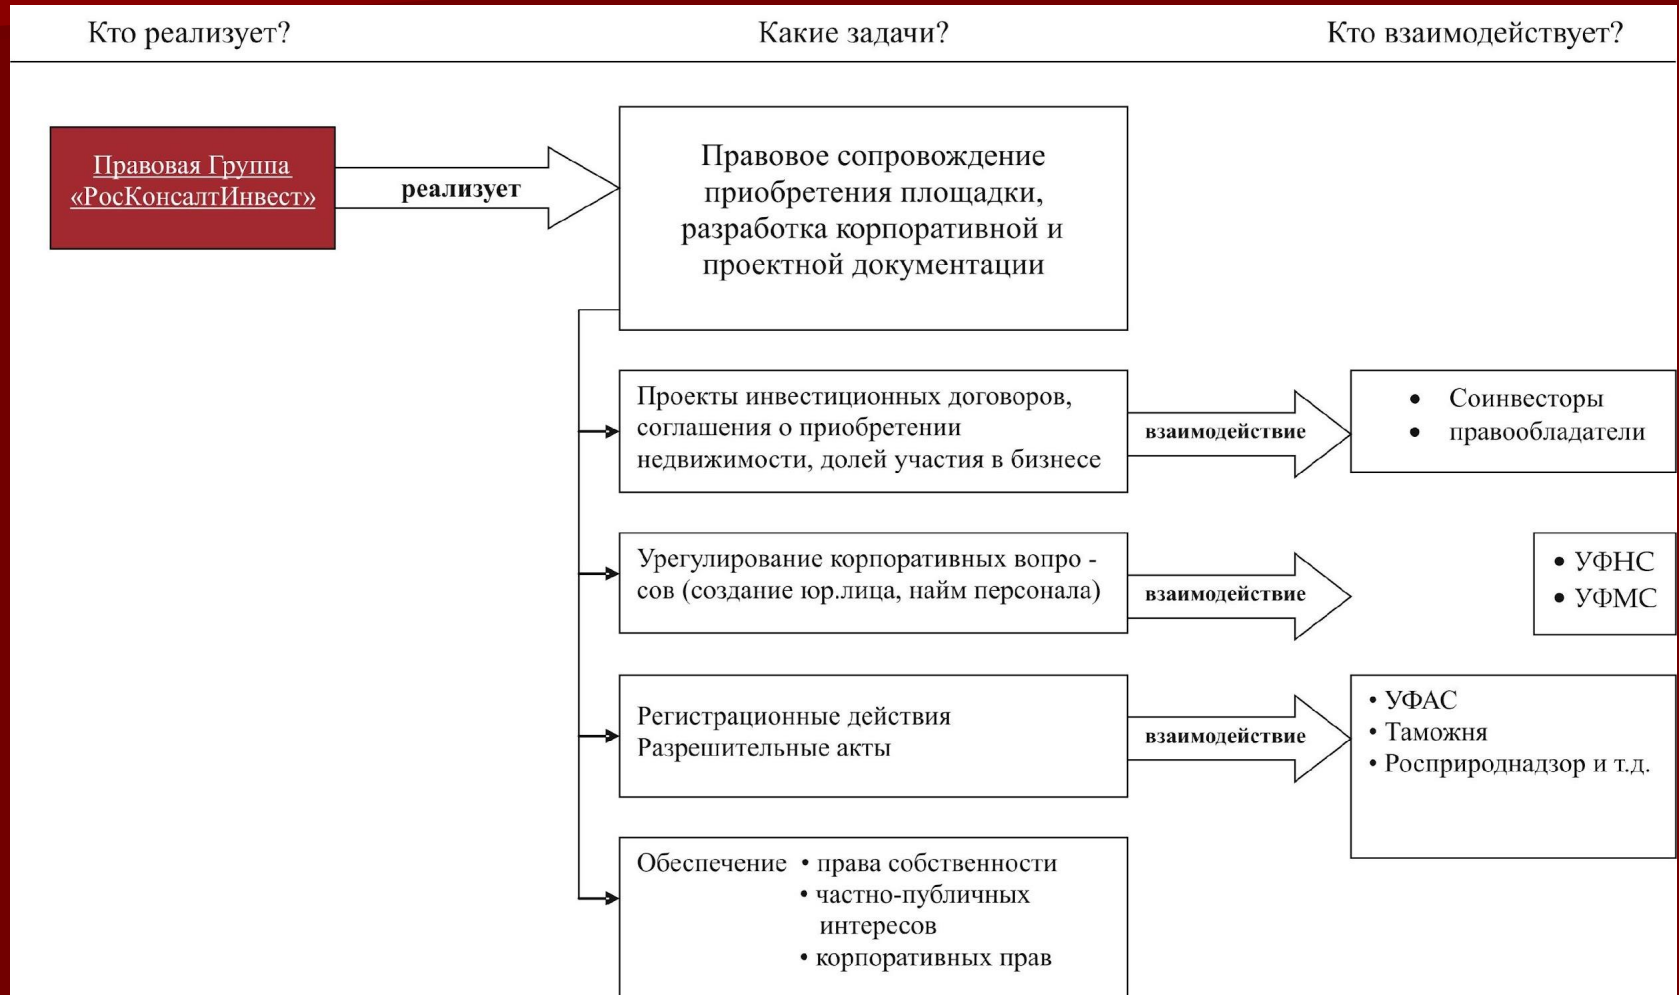 Кто реализует?
Какие задачи?
Кто взаимодействует?
Правовая Группа
«РосКонсалтИнвест»
реализует
Правовое сопровождение
приобретения площадки,
разработка корпоративной и
проектной документации
Проекты инвестиционных договоров,
соглашения о приобретении
недвижимости, долей участия в бизнесе
взаимодействие
• Соинвесторы
• правообладатели
Урегулирование корпоративных вопро -
сов (создание юр.лица, найм персонала)
взаимодействие
• УФНС
• УФМС
Регистрационные действия
Разрешительные акты
взаимодействие
• УФАС
• Таможня
• Росприроднадзор и т.д.
Обеспечение • права собственности
• частно-публичных
интересов
• корпоративных прав